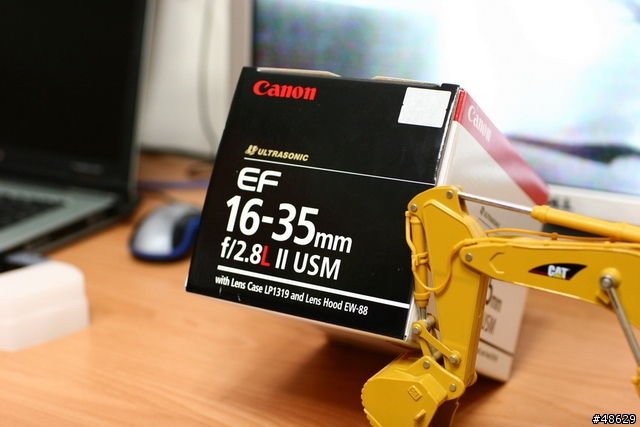 Canon
ULTRASONIC
EF
16-35mm
f/2.8L II USM
with Lens Case LP1319 and Lens Hood EW-88
Canon
CAT
USM
#48629